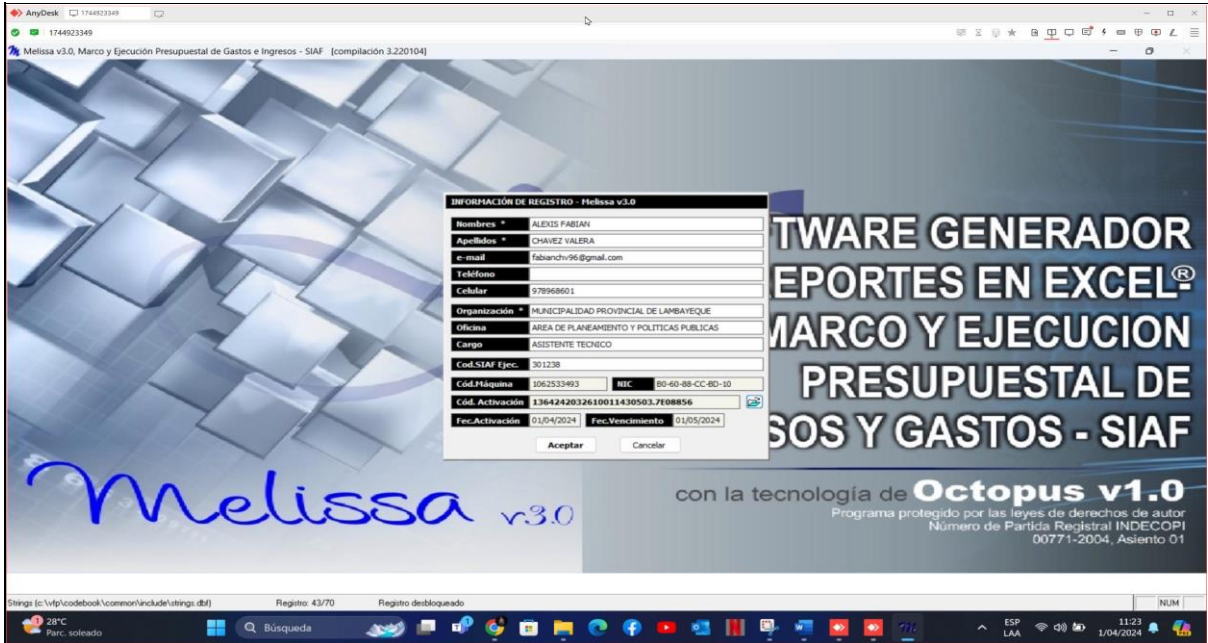 AnyDesk 1744923349
1744923349
Melissa v3.0, Marco y Ejecución Presupuestal de Gastos e Ingresos - SIAF [compilación 3.220104]
INFORMACIÓN DE REGISTRO - Melissa v3.0
Nombres * ALEXIS FABIAN
Apellidos * CHAVEZ VALERA
e-mail fabianchv96@gmail.com
Teléfono
Celular 978968601
Organización * MUNICIPALIDAD PROVINCIAL DE LAMBAYEQUE
Oficina AREA DE PLANEAMIENTO Y POLITICAS PUBLICAS
Cargo ASISTENTE TECNICO
Cod.SIAF Ejec. 301238
Cód.Máquina 1062533493 NIC B0-60-88-CC-BD-10
Cód. Activación 1364242032610011430503.7E08856
Fec.Activación 01/04/2024 Fec.Vencimiento 01/05/2024
Aceptar Cancelar
TWARE GENERADOR
EPORTES EN EXCEL®
MARCO Y EJECUCION
PRESUPUESTAL DE
SOS Y GASTOS - SIAF
Melissa v3.0
con la tecnología de Octopus v1.0
Programa protegido por las leyes de derechos de autor
Número de Partida Registral INDECOPI
00771-2004, Asiento 01
Strings (c:\vfp\codebook\common\include\strings.dbf) Registro: 43/70 Registro desbloqueado NUM
28°C
Parc. soleado
Búsqueda
ESP
LAA
11:23
1/04/2024